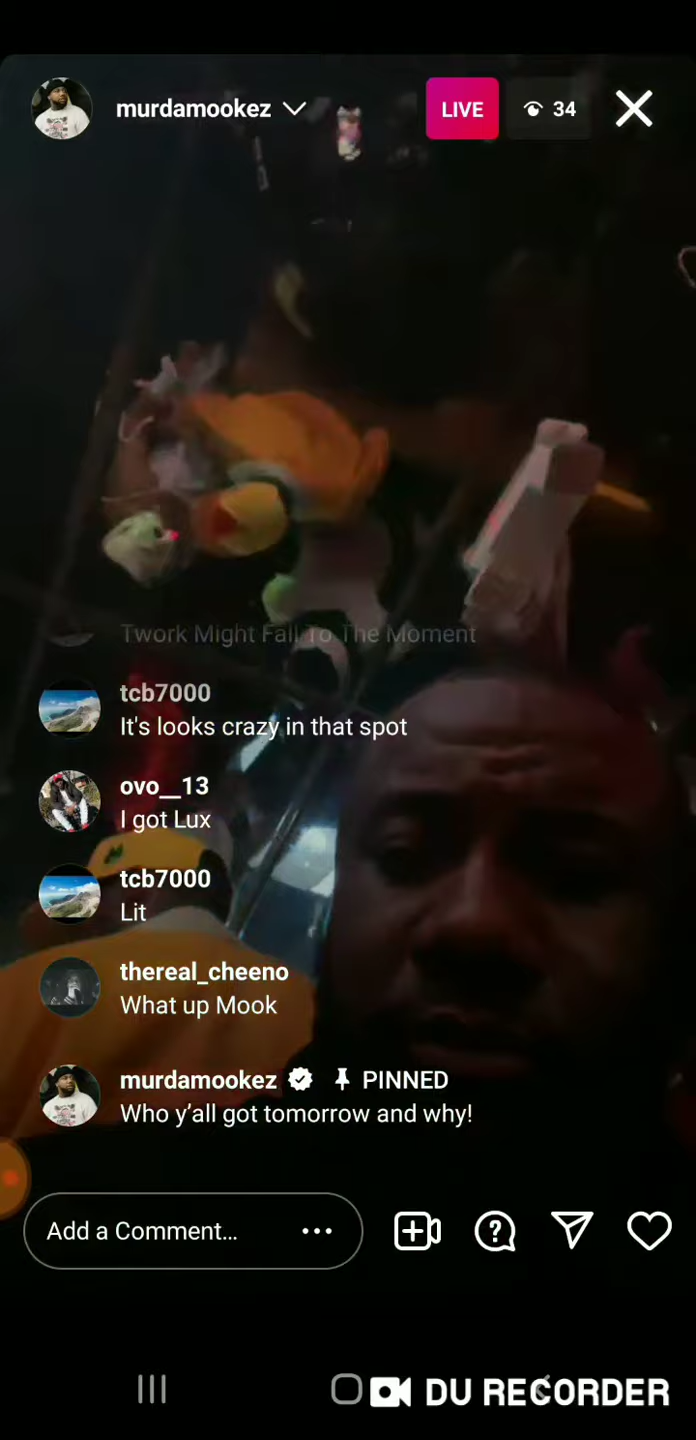 murdamookez
LIVE
34
Twork Might Fall To The Moment
tcb7000
It's looks crazy in that spot
ovo__13
I got Lux
tcb7000
Lit
thereal_cheeno
What up Mook
murdamookez PINNED
Who y'all got tomorrow and why!
Add a Comment...
DU RECORDER